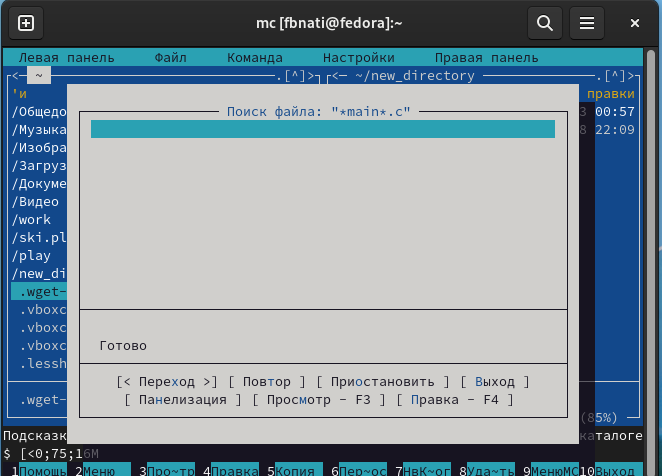 mc [fbnati@fedora]:~
Левая панель Файл Команда Настройки Правая панель
<─ ~ .[^]> <─ ~/new_directory .[^]>
'и правки
Поиск файла: "*main*.c"
/Общедо 3 00:57
/Музыка 8 22:09
/Изобра
/Загруз
/Докуме
/Видео
/work
/ski.pl
/play
/new_di
.wget-
.vboxc
.vboxc
.vboxc
.lessh
Готово
[< Переход >] [ Повтор ] [ Приостановить ] [ Выход ]
[ Панелизация ] [ Просмотр - F3 ] [ Правка - F4 ]
.wget-
(85%)
Подсказк каталоге
$ [<0;75;16M
1Помощь 2Меню 3Про~тр 4Правка 5Копия 6Пер~ос 7НвК~ог 8Уда~ть 9МенюМС 10Выход